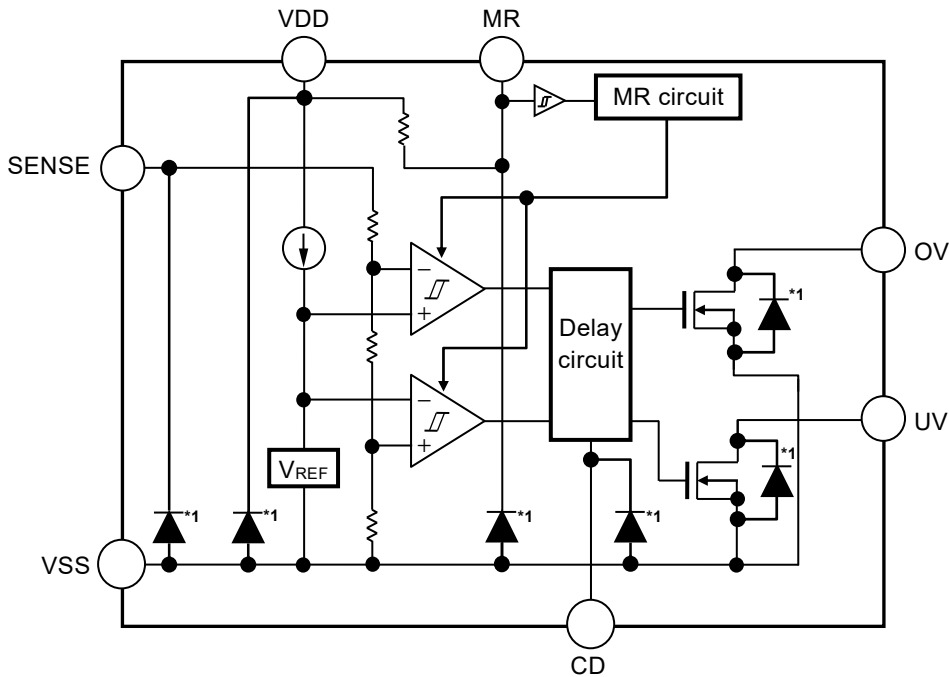 VDD
MR
MR circuit
SENSE
OV
*1
−
+
Delay
circuit
UV
−
+
*1
VREF
*1
*1
*1
*1
VSS
CD